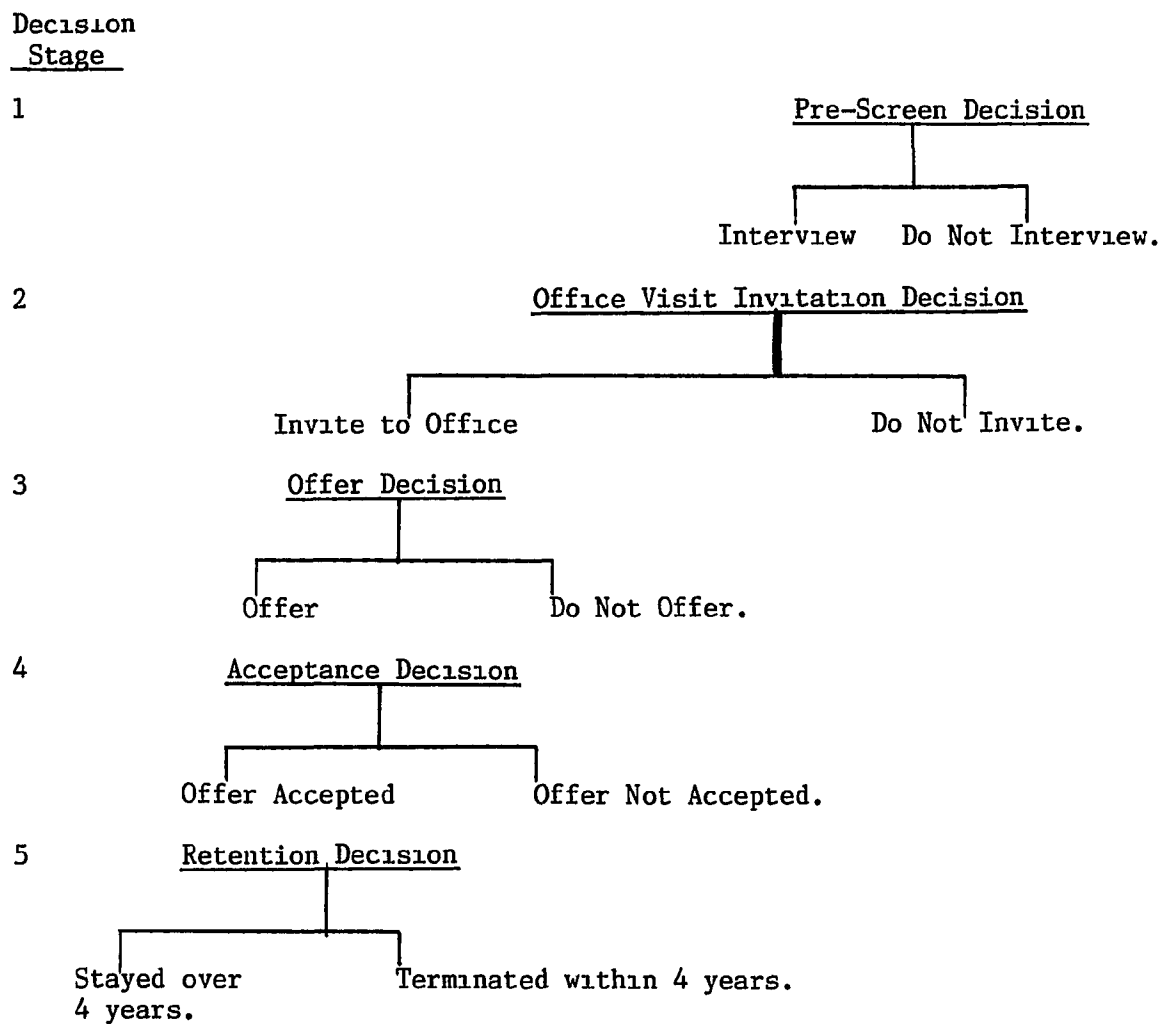 Decision
Stage
1 Pre-Screen Decision
Interview Do Not Interview.
2 Office Visit Invitation Decision
Invite to Office Do Not Invite.
3 Offer Decision
Offer Do Not Offer.
4 Acceptance Decision
Offer Accepted Offer Not Accepted.
5 Retention Decision
Stayed over Terminated within 4 years.
4 years.